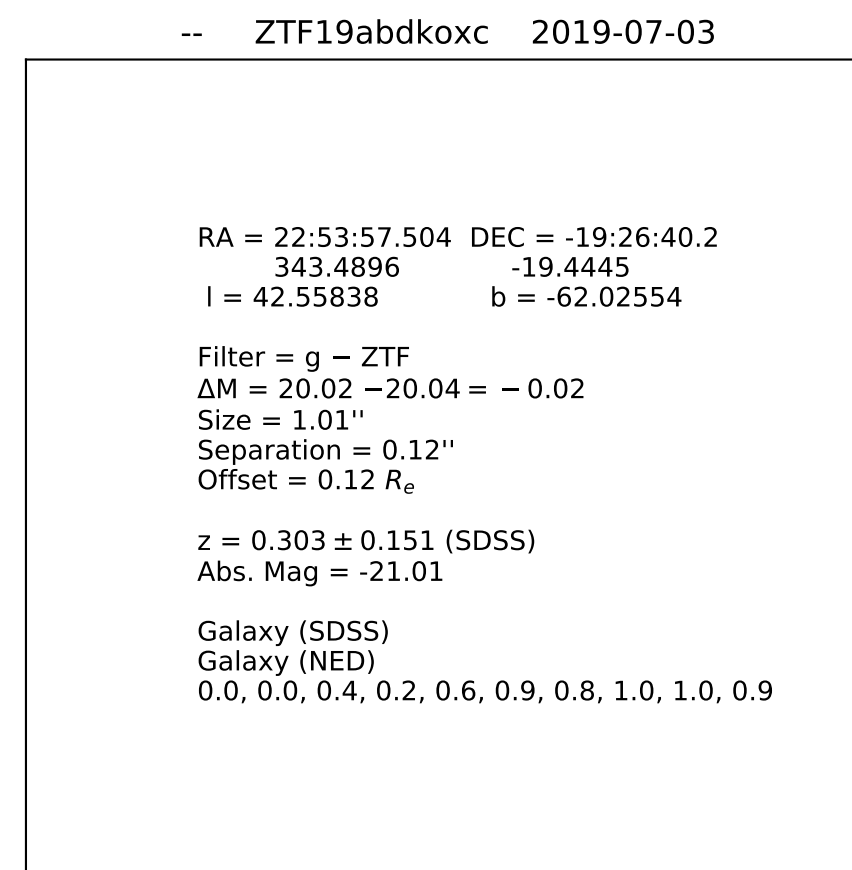 -- ZTF19abdkoxc 2019-07-03
RA = 22:53:57.504 DEC = -19:26:40.2
343.4896 -19.4445
l = 42.55838 b = -62.02554
Filter = g − ZTF
ΔM = 20.02 −20.04 = − 0.02
Size = 1.01''
Separation = 0.12''
Offset = 0.12 Rₑ
z = 0.303 ± 0.151 (SDSS)
Abs. Mag = -21.01
Galaxy (SDSS)
Galaxy (NED)
0.0, 0.0, 0.4, 0.2, 0.6, 0.9, 0.8, 1.0, 1.0, 0.9